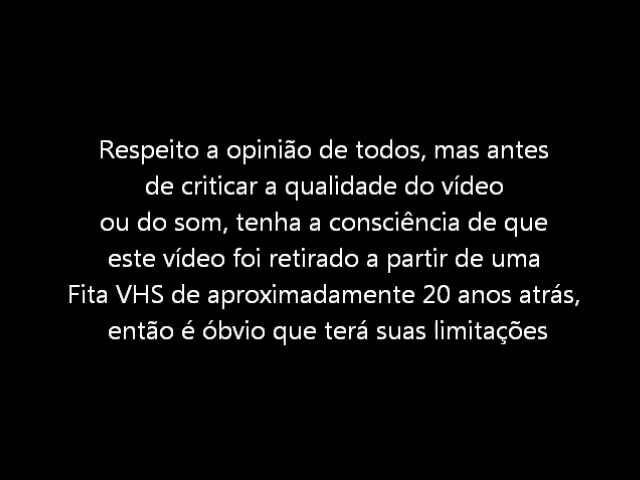 Respeito a opinião de todos, mas antes
de criticar a qualidade do vídeo
ou do som, tenha a consciência de que
este vídeo foi retirado a partir de uma
Fita VHS de aproximadamente 20 anos atrás,
então é óbvio que terá suas limitações